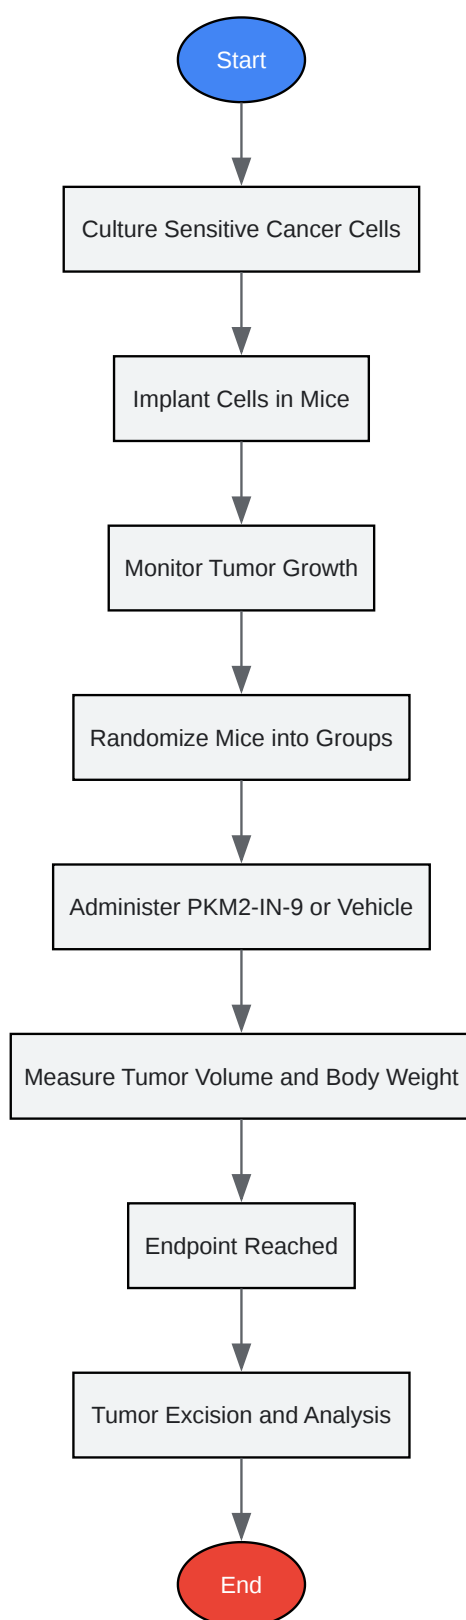 Start
Culture Sensitive Cancer Cells
Implant Cells in Mice
Monitor Tumor Growth
Randomize Mice into Groups
Administer PKM2-IN-9 or Vehicle
Measure Tumor Volume and Body Weight
Endpoint Reached
Tumor Excision and Analysis
End